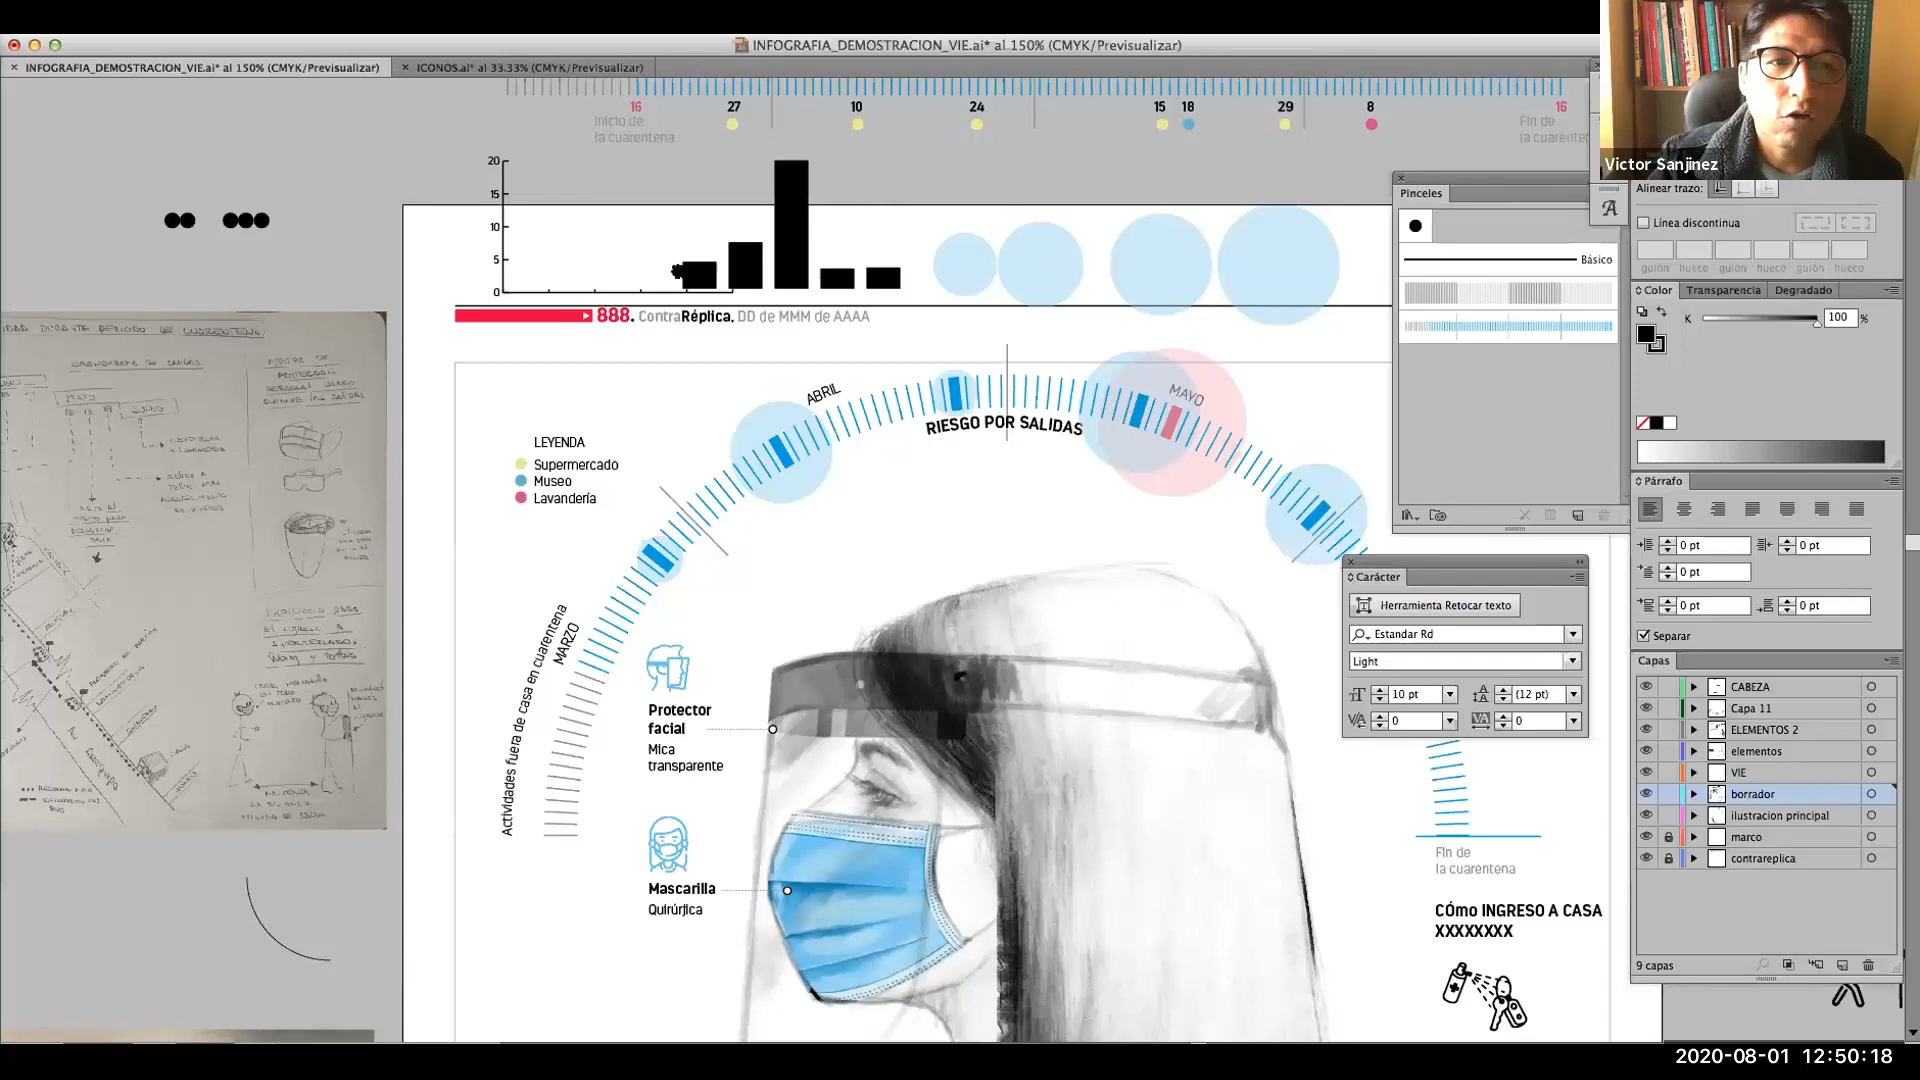 INFOGRAFIA_DEMOSTRACION_VIE.ai* al 150% (CMYK/Previsualizar)
INFOGRAFIA_DEMOSTRACION_VIE.ai* al 150% (CMYK/Previsualizar)
ICONOS.ai* al 33.33% (CMYK/Previsualizar)
Victor Sanjinez
16 27 10 24 15 18 29 8 16
Inicio de
la cuarentena
Fin de
20
15
10
5
0
888. ContraRéplica. DD de MMM de AAAA
ABRIL
MAYO
RIESGO POR SALIDAS
LEYENDA
Supermercado
Museo
Lavandería
Actividades fuera de casa en cuarentena
MARZO
Protector
facial
Mica
transparente
Mascarilla
Quirúrjica
Fin de
la cuarentena
CÓmo INGRESO A CASA
XXXXXXXX
Pinceles
Básico
Carácter
Herramienta Retocar texto
Estandar Rd
Light
10 pt
(12 pt)
0
0
Alinear trazo:
Línea discontinua
guión hueco guión hueco guión hueco
Color Transparencia Degradado
K 100 %
Párrafo
0 pt 0 pt
0 pt
0 pt 0 pt
Separar
Capas
CABEZA
Capa 11
ELEMENTOS 2
elementos
VIE
borrador
ilustracion principal
marco
contrareplica
9 capas
2020-08-01 12:50:18